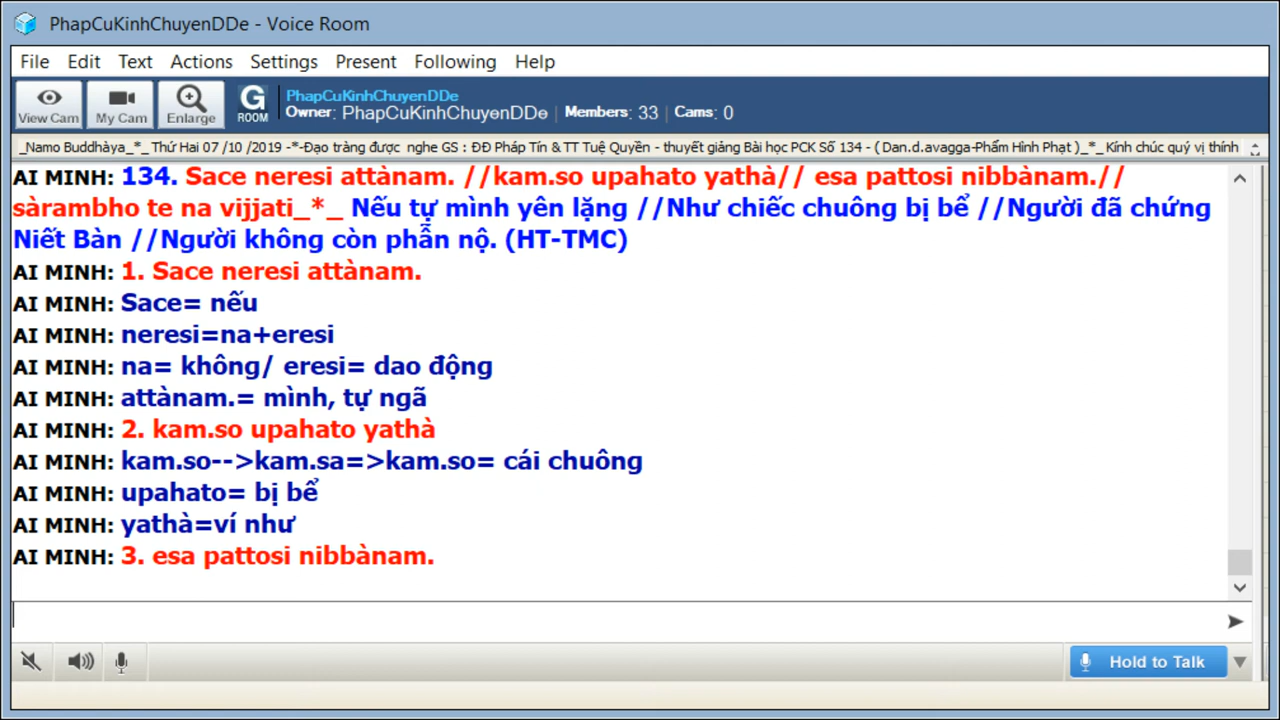 PhapCuKinhChuyenDDe - Voice Room
File Edit Text Actions Settings Present Following Help
View Cam My Cam Enlarge G ROOM
PhapCuKinhChuyenDDe
Owner: PhapCuKinhChuyenDDe | Members: 33 | Cams: 0
_Namo Buddhàya_*_ Thứ Hai 07 /10 /2019 -*-Đạo tràng được nghe GS : ĐĐ Pháp Tín & TT Tuệ Quyền - thuyết giảng Bài học PCK Số 134 - ( Dan.d.avagga-Phẩm Hình Phạt )_*_ Kính chúc quý vị thính
AI MINH: 134. Sace neresi attànam. //kam.so upahato yathà// esa pattosi nibbànam.//
sàrambho te na vijjati_*_ Nếu tự mình yên lặng //Như chiếc chuông bị bể //Người đã chứng
Niết Bàn //Người không còn phẫn nộ. (HT-TMC)
AI MINH: 1. Sace neresi attànam.
AI MINH: Sace= nếu
AI MINH: neresi=na+eresi
AI MINH: na= không/ eresi= dao động
AI MINH: attànam.= mình, tự ngã
AI MINH: 2. kam.so upahato yathà
AI MINH: kam.so-->kam.sa=>kam.so= cái chuông
AI MINH: upahato= bị bể
AI MINH: yathà=ví như
AI MINH: 3. esa pattosi nibbànam.
Hold to Talk